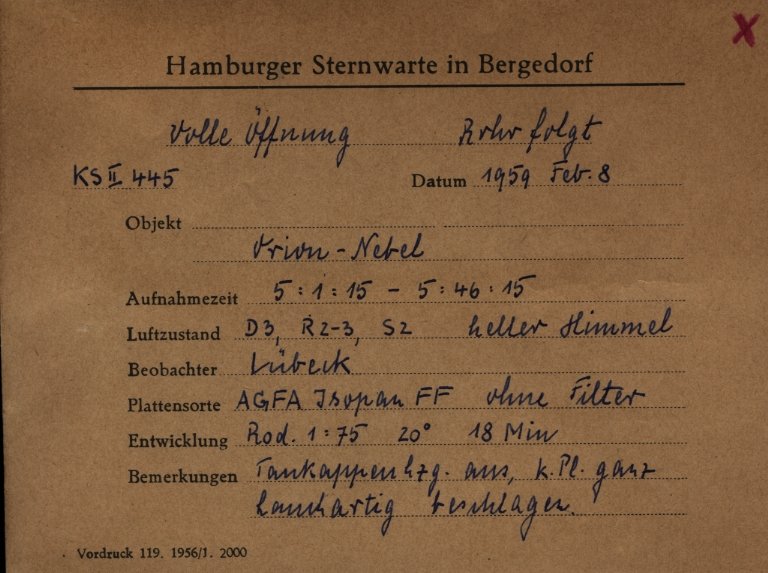 X
Hamburger Sternwarte in Bergedorf
Volle Öffnung Rohr folgt
KS II 445 Datum 1959 Feb. 8
Objekt
Orion-Nebel
Aufnahmezeit 5:1:15 - 5:46:15
Luftzustand D3, R2-3, S2 heller Himmel
Beobachter Lübeck
Plattensorte AGFA Isopan FF ohne Filter
Entwicklung Rod. 1:75 20° 18 Min
Bemerkungen Taukappenhzg. aus, k.Pl. ganz
hauchartig beschlagen.
Vordruck 119. 1956/1. 2000